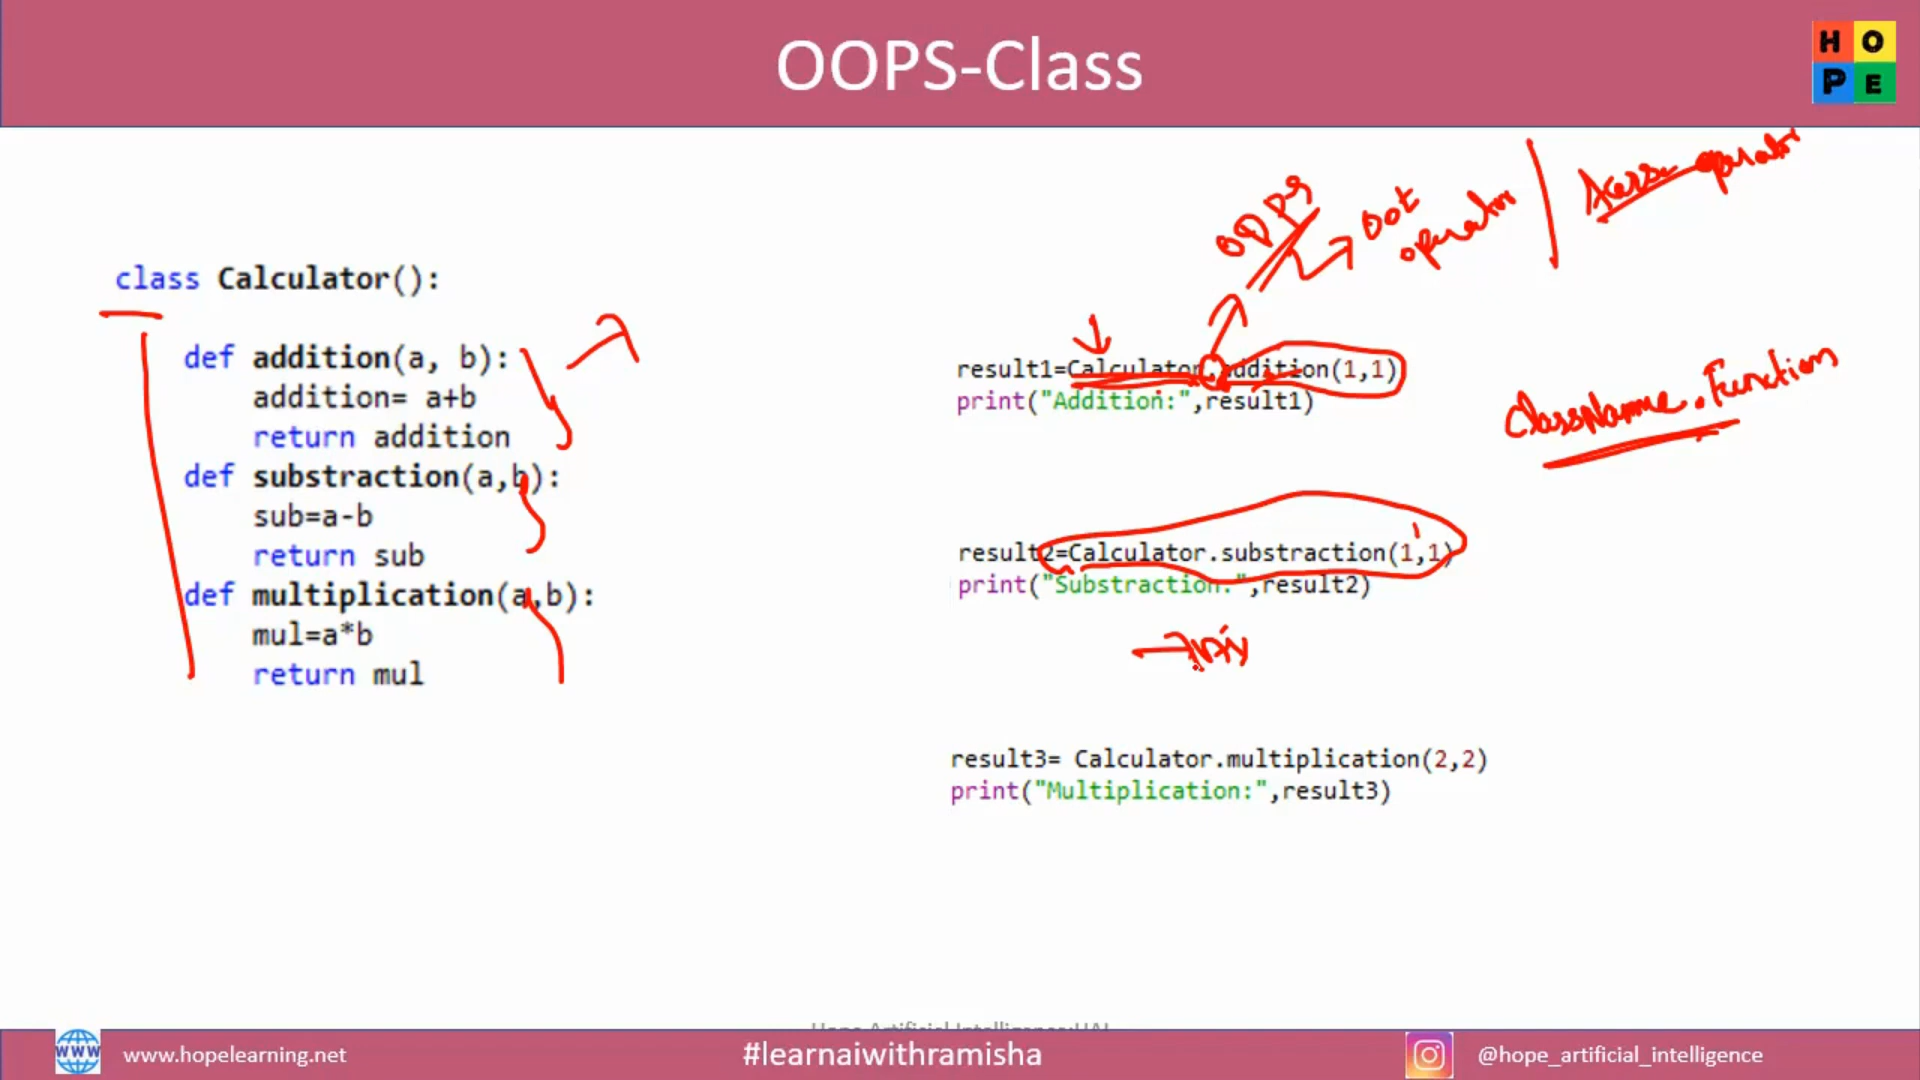 OOPS-Class
H O
P E
class Calculator():
def addition(a, b):
addition= a+b
return addition
def substraction(a,b):
sub=a-b
return sub
def multiplication(a,b):
mul=a*b
return mul
OOPS
Dot
operator
operator
result1=Calculator.addition(1,1)
print("Addition:",result1)
ClassName.Function
result2=Calculator.substraction(1,1)
print("Substraction:",result2)
Div
result3= Calculator.multiplication(2,2)
print("Multiplication:",result3)
WWW
www.hopelearning.net
#learnaiwithramisha
@hope_artificial_intelligence